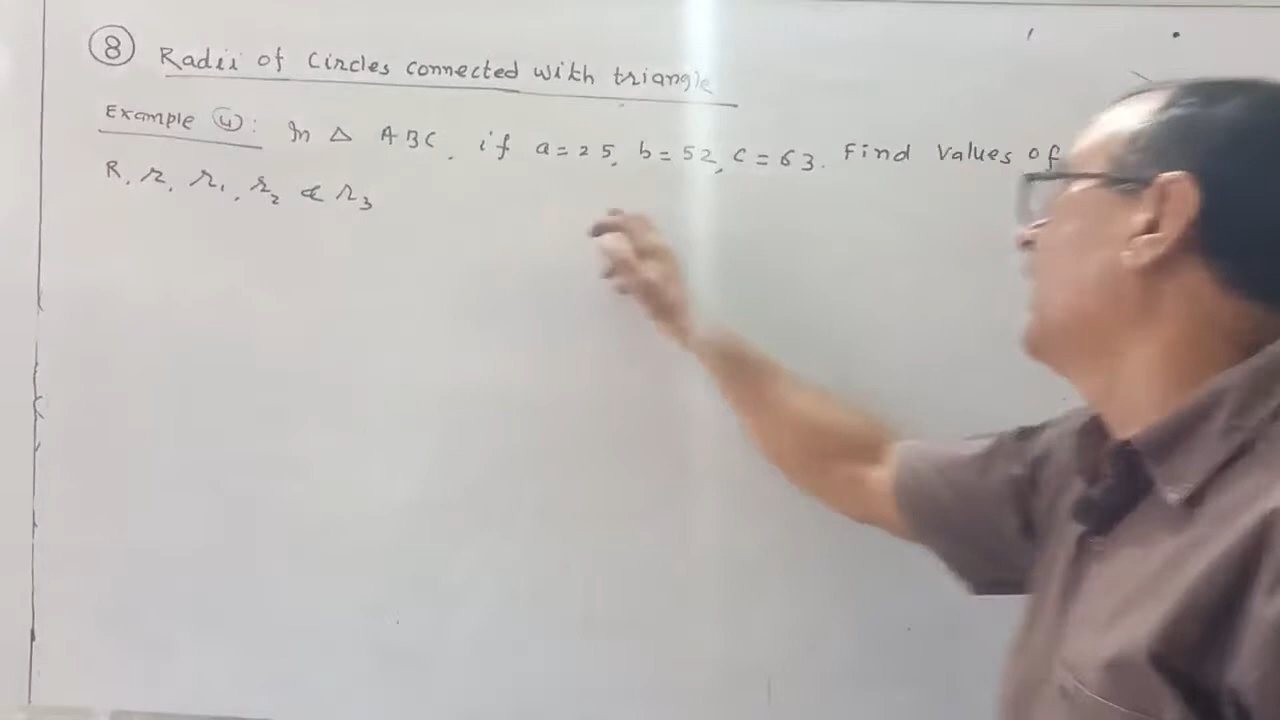 ⑧ Radii of Circles connected with triangle
Example ④: In △ ABC, if a=25, b=52, c=63. Find Values of
R, r, r₁, r₂ & r₃